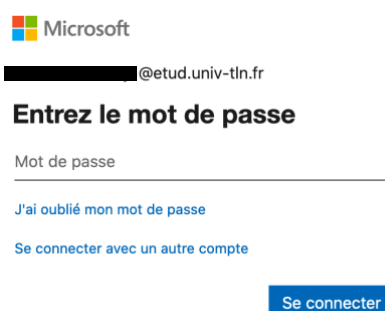 Microsoft
@etud.univ-tln.fr
Entrez le mot de passe
Mot de passe
J'ai oublié mon mot de passe
Se connecter avec un autre compte
Se connecter